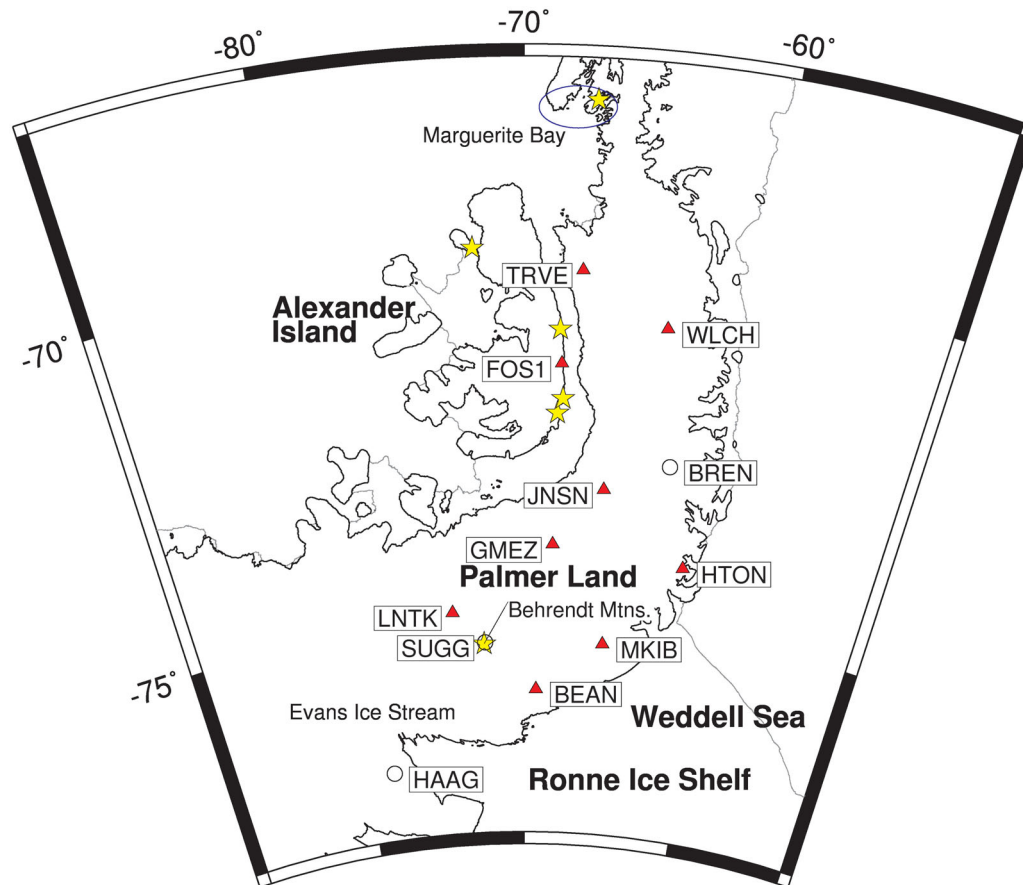 -80°
-70°
-60°
Marguerite Bay
TRVE
Alexander
Island
WLCH
-70°
FOS1
BREN
JNSN
GMEZ
Palmer Land
HTON
LNTK
Behrendt Mtns.
SUGG
MKIB
-75°
BEAN
Evans Ice Stream
Weddell Sea
HAAG
Ronne Ice Shelf